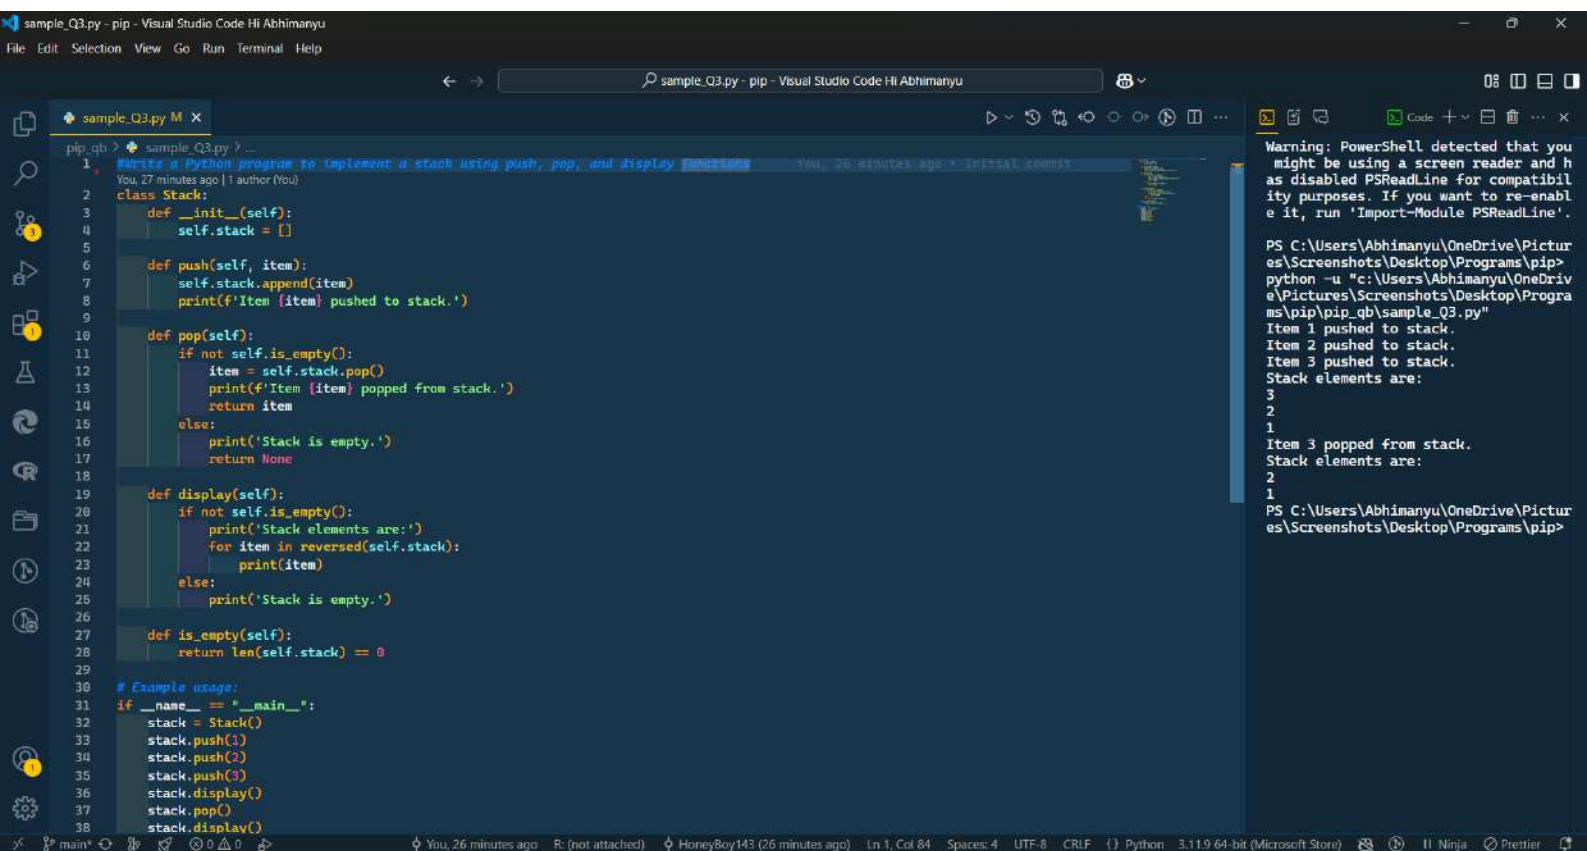 sample_Q3.py - pip - Visual Studio Code Hi Abhimanyu
File Edit Selection View Go Run Terminal Help
sample_Q3.py - pip - Visual Studio Code Hi Abhimanyu
sample_Q3.py M
pip_qb > sample_Q3.py > ...
1 #Write a Python program to implement a stack using push, pop, and display functions You, 26 minutes ago • Initial commit
You, 27 minutes ago | 1 author (You)
2 class Stack:
3 def __init__(self):
4 self.stack = []
5
6 def push(self, item):
7 self.stack.append(item)
8 print(f'Item {item} pushed to stack.')
9
10 def pop(self):
11 if not self.is_empty():
12 item = self.stack.pop()
13 print(f'Item {item} popped from stack.')
14 return item
15 else:
16 print('Stack is empty.')
17 return None
18
19 def display(self):
20 if not self.is_empty():
21 print('Stack elements are:')
22 for item in reversed(self.stack):
23 print(item)
24 else:
25 print('Stack is empty.')
26
27 def is_empty(self):
28 return len(self.stack) == 0
29
30 # Example usage:
31 if __name__ == "__main__":
32 stack = Stack()
33 stack.push(1)
34 stack.push(2)
35 stack.push(3)
36 stack.display()
37 stack.pop()
38 stack.display()
Code
Warning: PowerShell detected that you
might be using a screen reader and h
as disabled PSReadLine for compatibil
ity purposes. If you want to re-enabl
e it, run 'Import-Module PSReadLine'.
PS C:\Users\Abhimanyu\OneDrive\Pictur
es\Screenshots\Desktop\Programs\pip>
python -u "c:\Users\Abhimanyu\OneDriv
e\Pictures\Screenshots\Desktop\Progra
ms\pip\pip_qb\sample_Q3.py"
Item 1 pushed to stack.
Item 2 pushed to stack.
Item 3 pushed to stack.
Stack elements are:
3
2
1
Item 3 popped from stack.
Stack elements are:
2
1
PS C:\Users\Abhimanyu\OneDrive\Pictur
es\Screenshots\Desktop\Programs\pip>
3
1
1
main* 0 0 You, 26 minutes ago R: (not attached) HoneyBoy143 (26 minutes ago) Ln 1, Col 84 Spaces: 4 UTF-8 CRLF {} Python 3.11.9 64-bit (Microsoft Store) Ninja Prettier